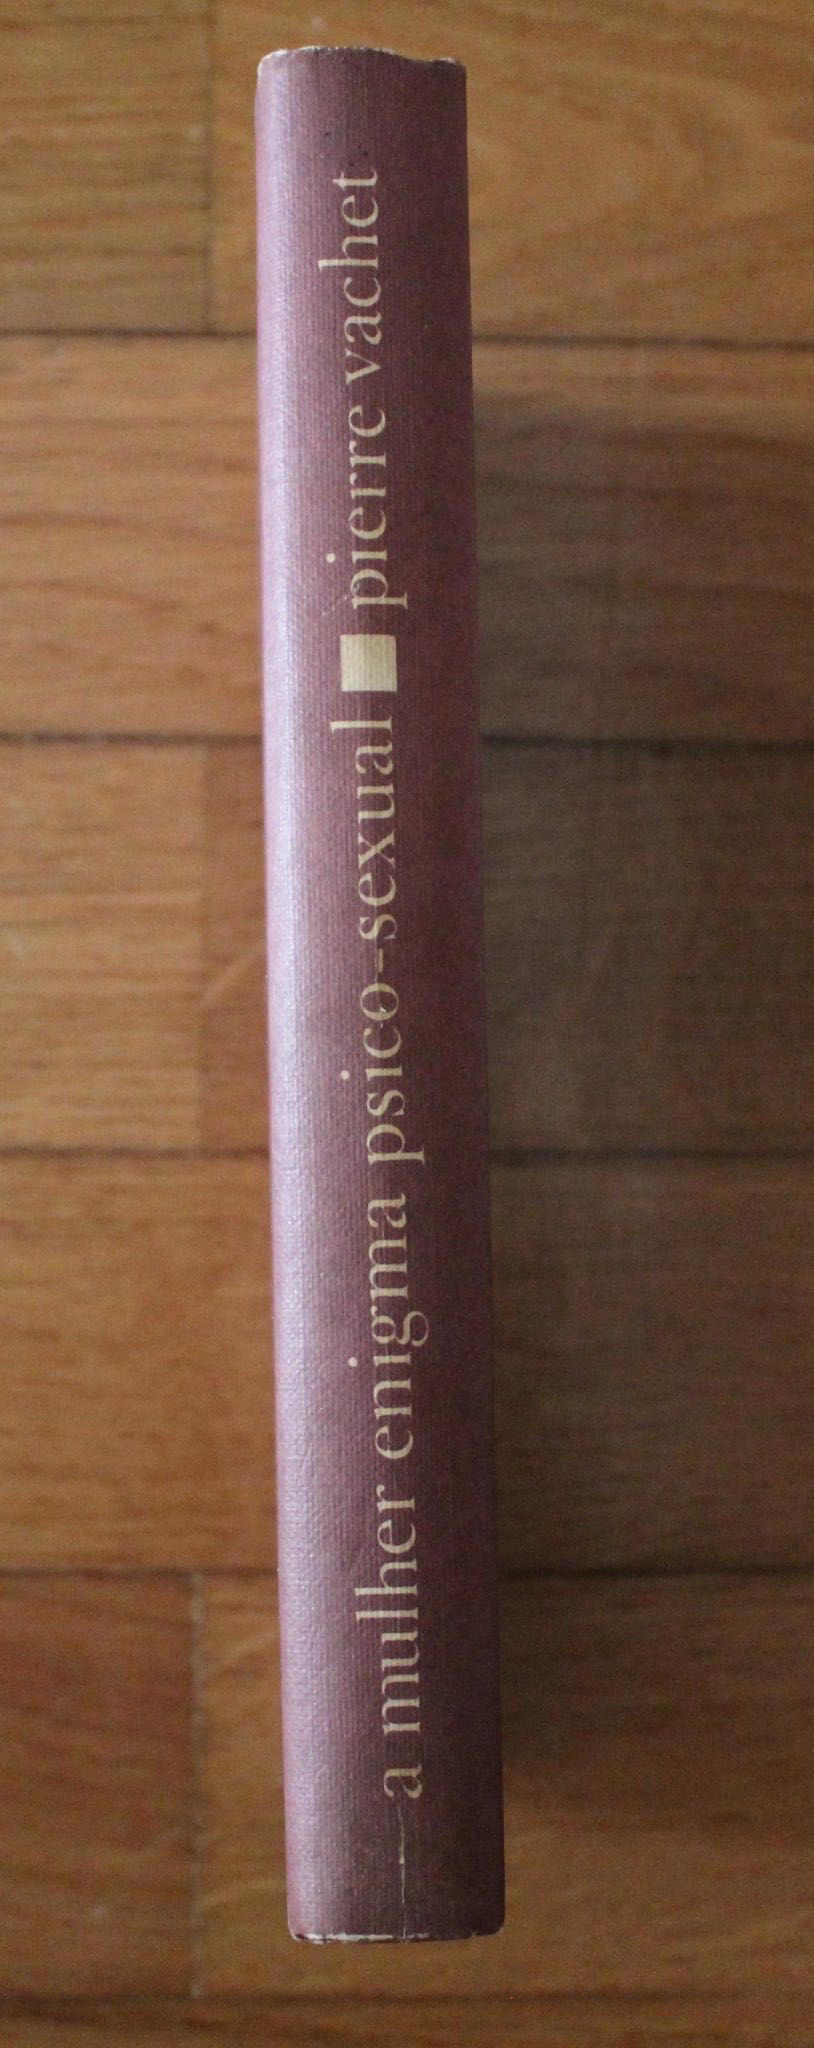 a mulher enigma psico-sexual ■ pierre vachet